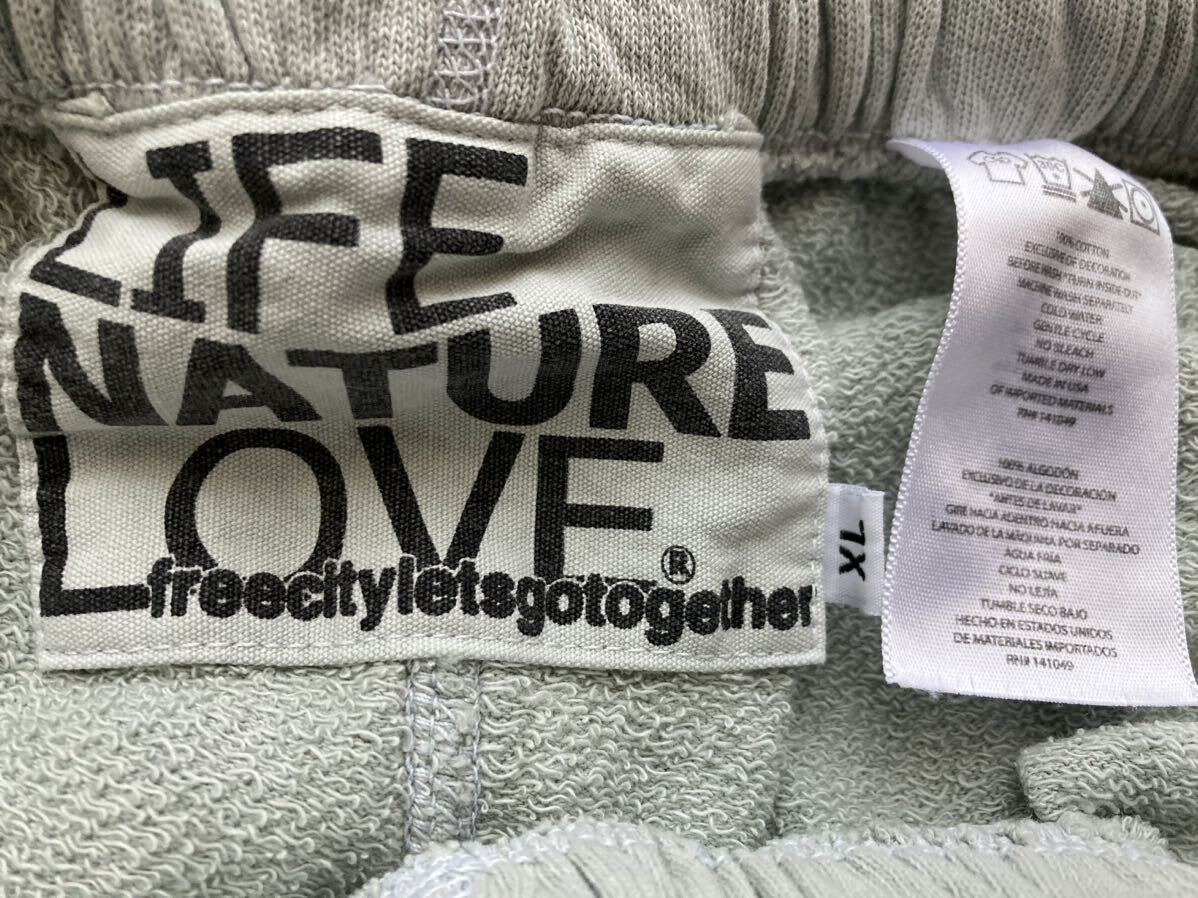 LIFE
NATURE
LOVE
freecityletsgotogether®
XL
100% COTTON
EXCLUSIVE OF DECORATION
BEFORE WASH "TURN INSIDE-OUT"
MACHINE WASH SEPARATELY
COLD WATER
GENTLE CYCLE
NO BLEACH
TUMBLE DRY LOW
MADE IN USA
OF IMPORTED MATERIALS
RN# 141049
100% ALGODÓN
EXCLUSIVO DE LA DECORACIÓN
"ANTES DE LAVAR"
GIRE HACIA ADENTRO HACIA AFUERA
LAVADO DE LA MÁQUINA POR SEPARADO
AGUA FRÍA
CICLO SUAVE
NO LEJÍA
TUMBLE SECO BAJO
HECHO EN ESTADOS UNIDOS
DE MATERIALES IMPORTADOS
RN# 141049